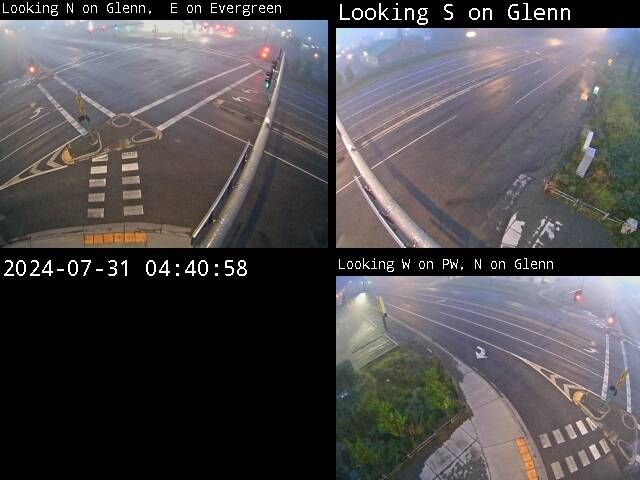 Looking N on Glenn,  E on Evergreen
Looking S on Glenn
2024-07-31 04:40:58
Looking W on PW, N on Glenn